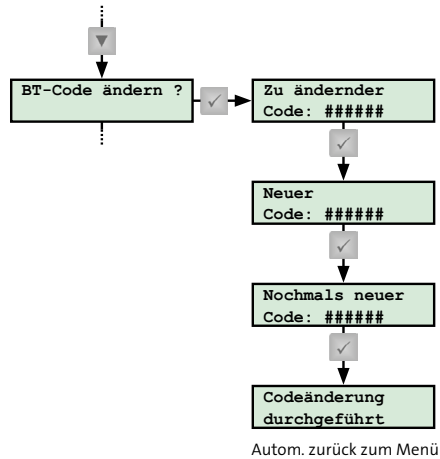 BT-Code ändern ?
Zu ändernder
Code: ######
Neuer
Code: ######
Nochmals neuer
Code: ######
Codeänderung
durchgeführt
Autom. zurück zum Menü